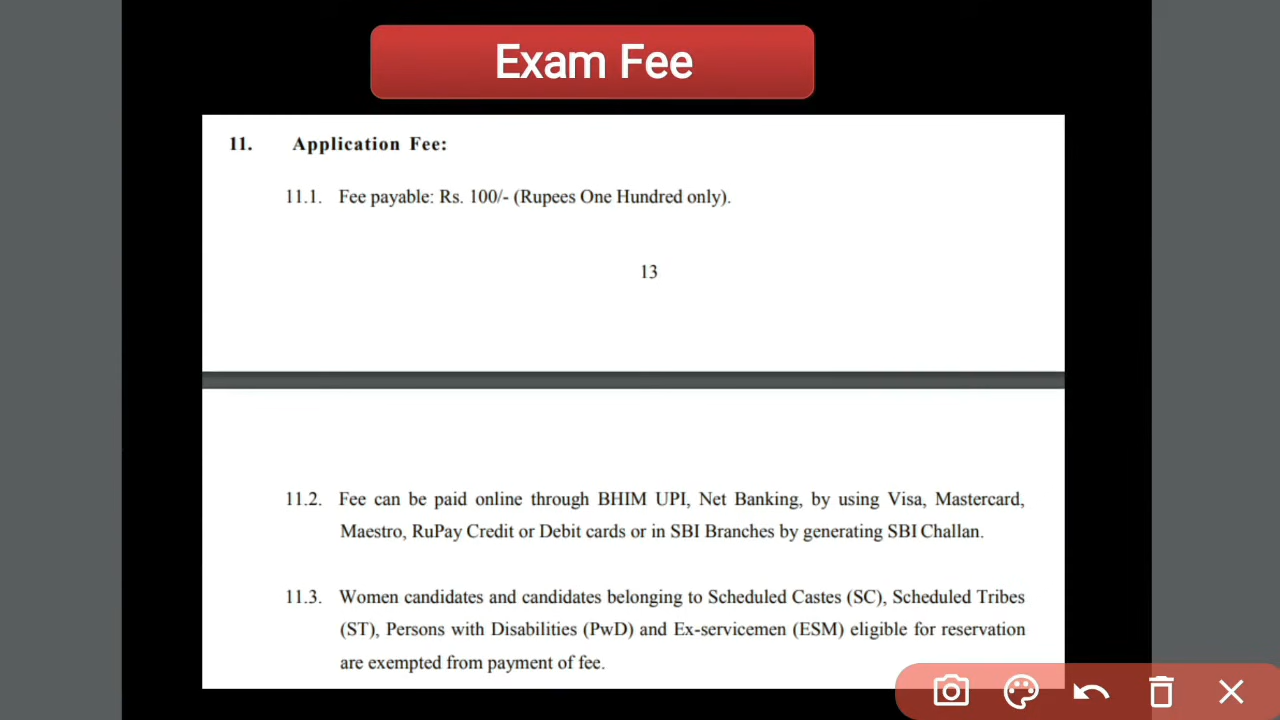 Exam Fee
11. Application Fee:
11.1. Fee payable: Rs. 100/- (Rupees One Hundred only).
13
11.2. Fee can be paid online through BHIM UPI, Net Banking, by using Visa, Mastercard,
Maestro, RuPay Credit or Debit cards or in SBI Branches by generating SBI Challan.
11.3. Women candidates and candidates belonging to Scheduled Castes (SC), Scheduled Tribes
(ST), Persons with Disabilities (PwD) and Ex-servicemen (ESM) eligible for reservation
are exempted from payment of fee.